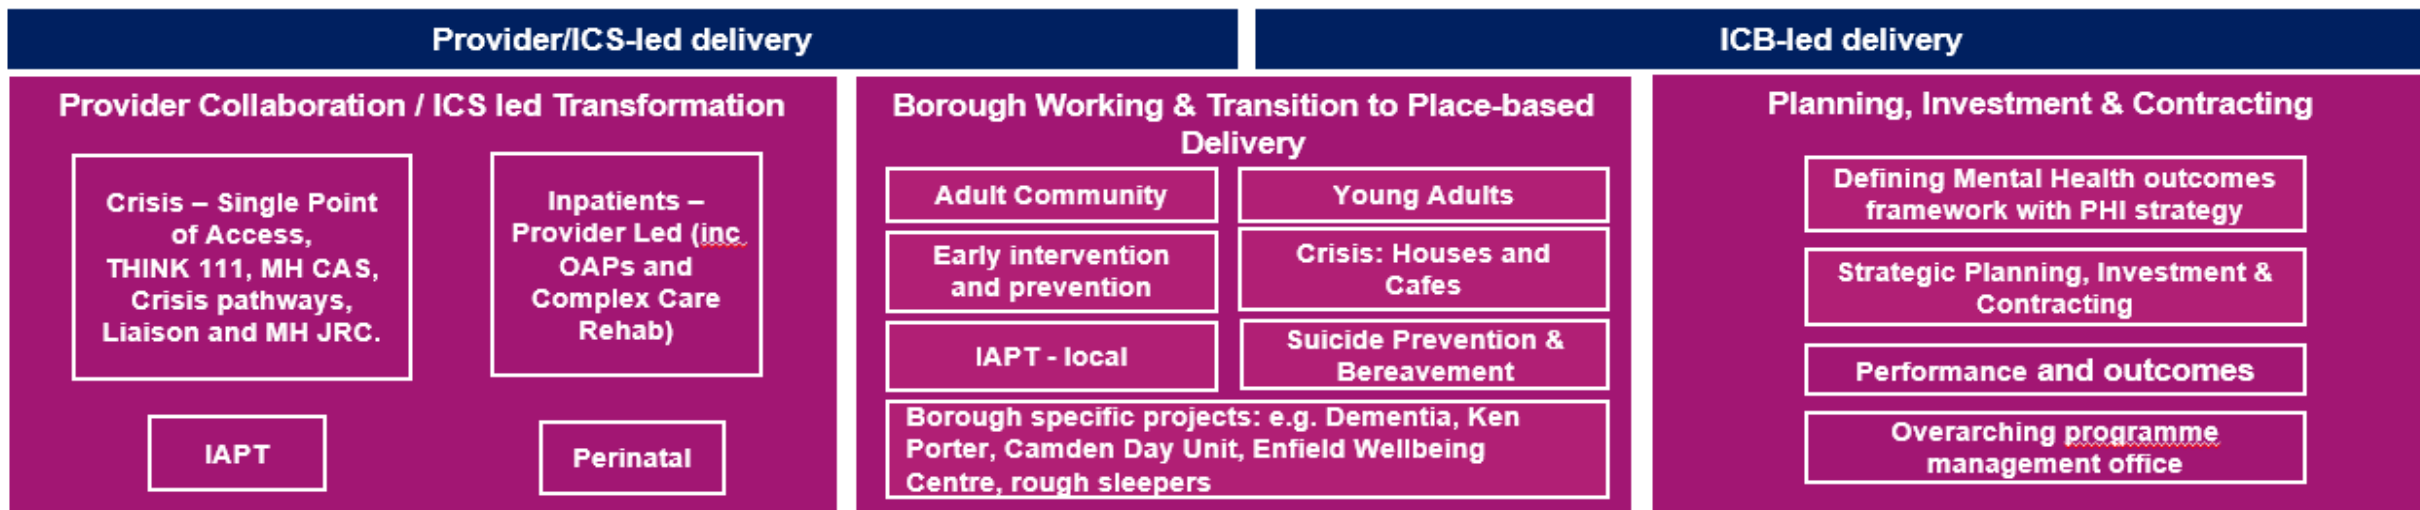 Provider/ICS-led delivery
ICB-led delivery
Provider Collaboration / ICS led Transformation
Crisis – Single Point
of Access,
THINK 111, MH CAS,
Crisis pathways,
Liaison and MH JRC.
Inpatients –
Provider Led (inc
OAPs and
Complex Care
Rehab)
IAPT
Perinatal
Borough Working & Transition to Place-based
Delivery
Adult Community
Young Adults
Early intervention
and prevention
Crisis: Houses and
Cafes
IAPT - local
Suicide Prevention &
Bereavement
Borough specific projects: e.g. Dementia, Ken
Porter, Camden Day Unit, Enfield Wellbeing
Centre, rough sleepers
Planning, Investment & Contracting
Defining Mental Health outcomes
framework with PHI strategy
Strategic Planning, Investment &
Contracting
Performance and outcomes
Overarching programme
management office